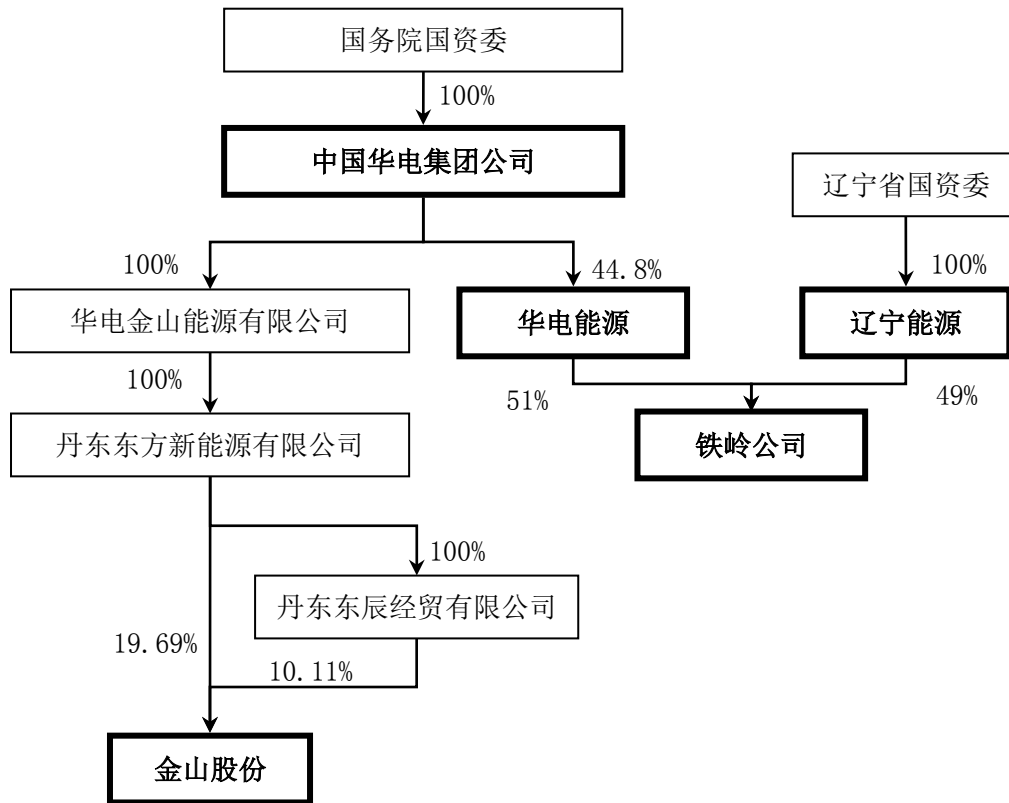 国务院国资委
100%
中国华电集团公司
辽宁省国资委
100%
44.8%
100%
华电金山能源有限公司
华电能源
辽宁能源
100%
51%
49%
丹东东方新能源有限公司
铁岭公司
100%
丹东东辰经贸有限公司
19.69%
10.11%
金山股份